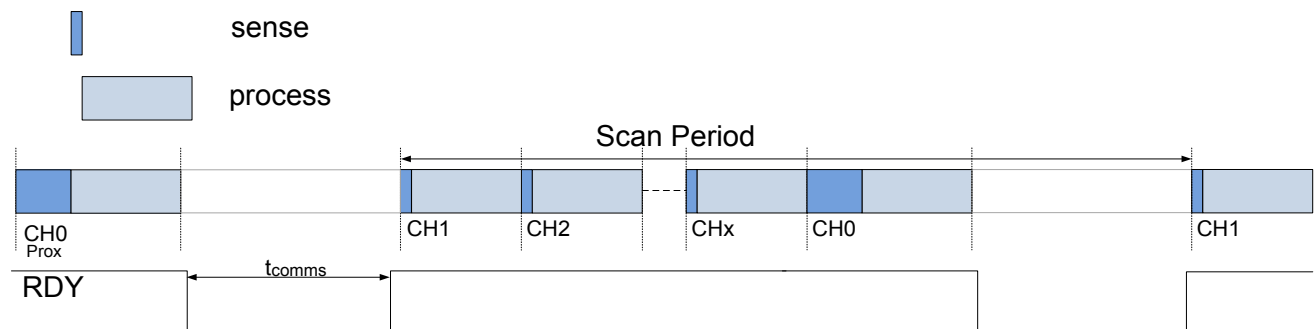 sense
process
Scan Period
CH0
Prox
CH1
CH2
CHx
CH0
CH1
RDY
tcomms